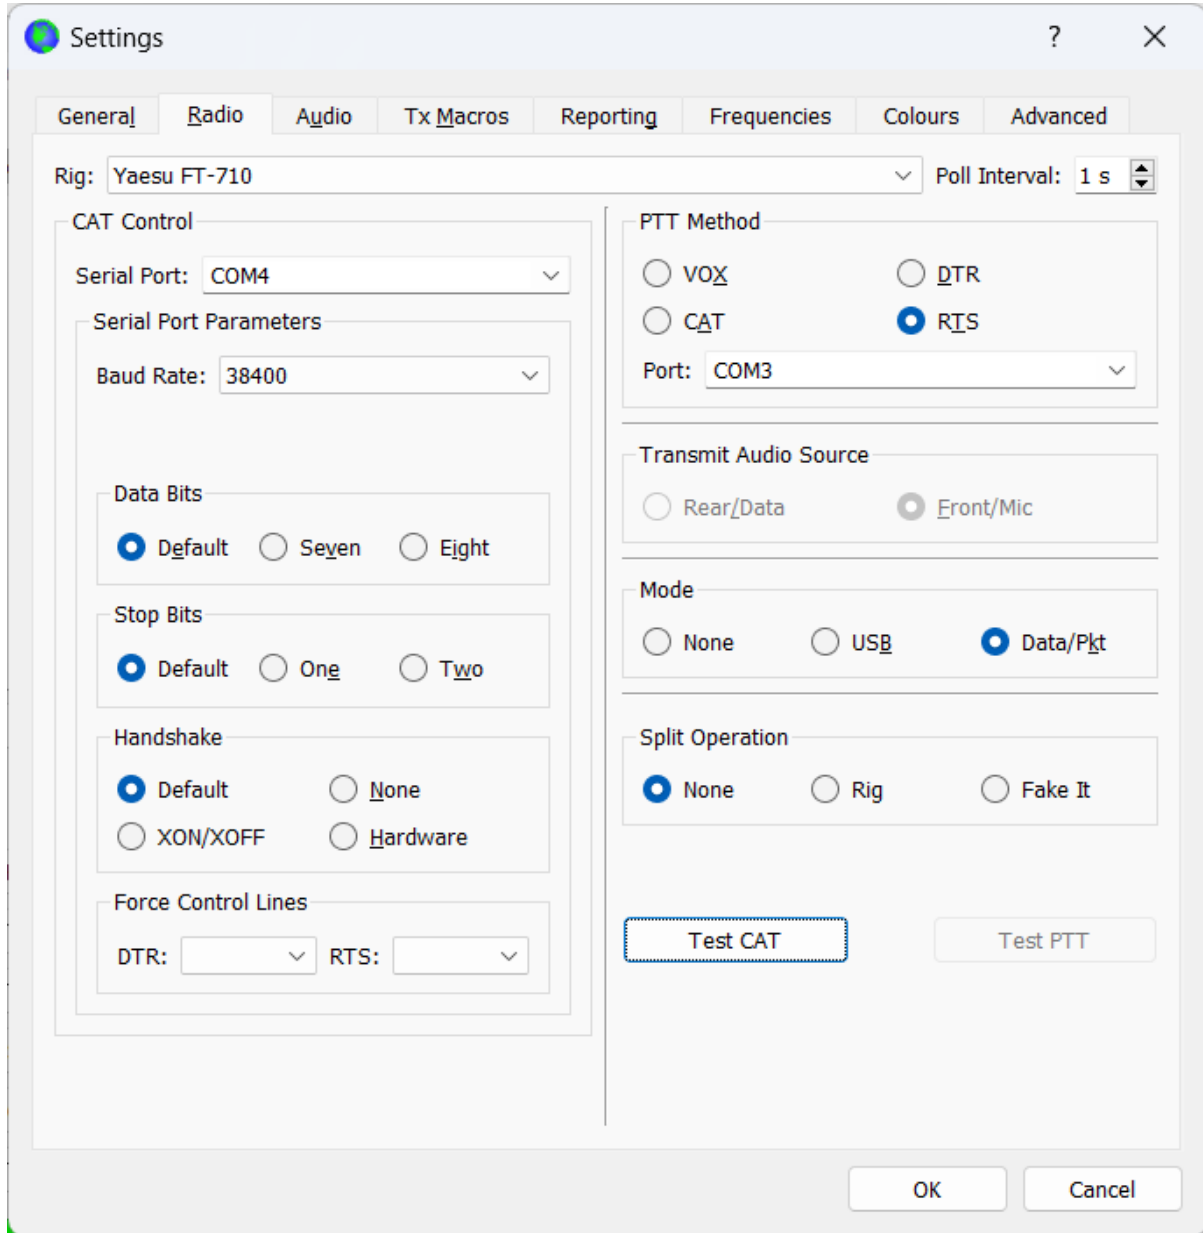 Settings ?
General Radio Audio Tx Macros Reporting Frequencies Colours Advanced
Rig: Yaesu FT-710 Poll Interval: 1 s
CAT Control
Serial Port: COM4
Serial Port Parameters
Baud Rate: 38400
Data Bits
Default Seven Eight
Stop Bits
Default One Two
Handshake
Default None
XON/XOFF Hardware
Force Control Lines
DTR: RTS:
PTT Method
VOX DTR
CAT RTS
Port: COM3
Transmit Audio Source
Rear/Data Front/Mic
Mode
None USB Data/Pkt
Split Operation
None Rig Fake It
Test CAT Test PTT
OK Cancel